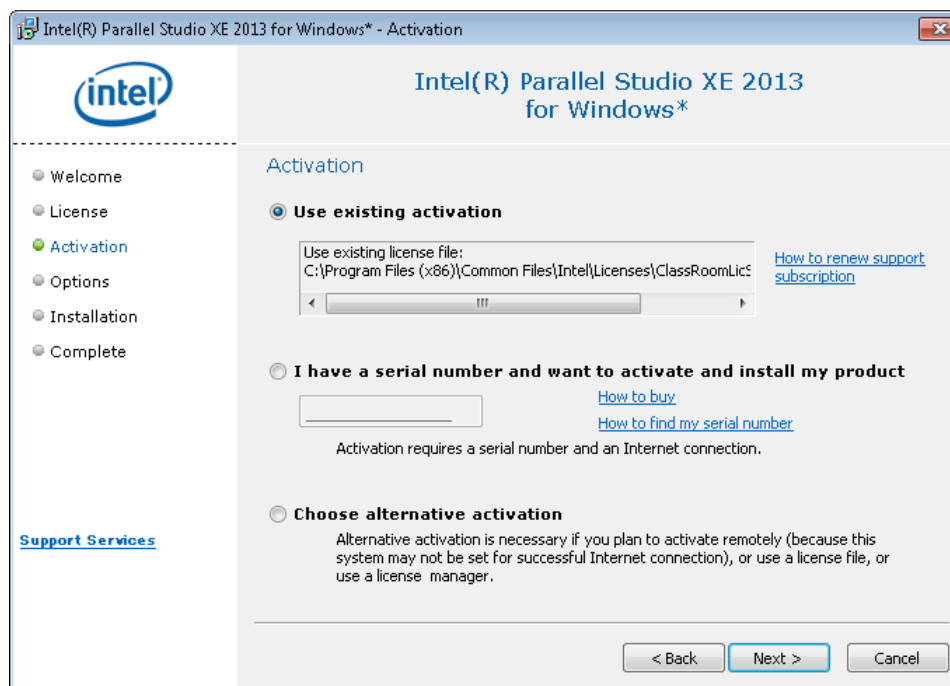 Intel(R) Parallel Studio XE 2013 for Windows* - Activation
intel
Intel(R) Parallel Studio XE 2013
for Windows*
Welcome
License
Activation
Options
Installation
Complete
Support Services
Activation
Use existing activation
Use existing license file:
C:\Program Files (x86)\Common Files\Intel\Licenses\ClassRoomLicS
How to renew support
subscription
I have a serial number and want to activate and install my product
How to buy
How to find my serial number
Activation requires a serial number and an Internet connection.
Choose alternative activation
Alternative activation is necessary if you plan to activate remotely (because this
system may not be set for successful Internet connection), or use a license file, or
use a license manager.
< Back
Next >
Cancel